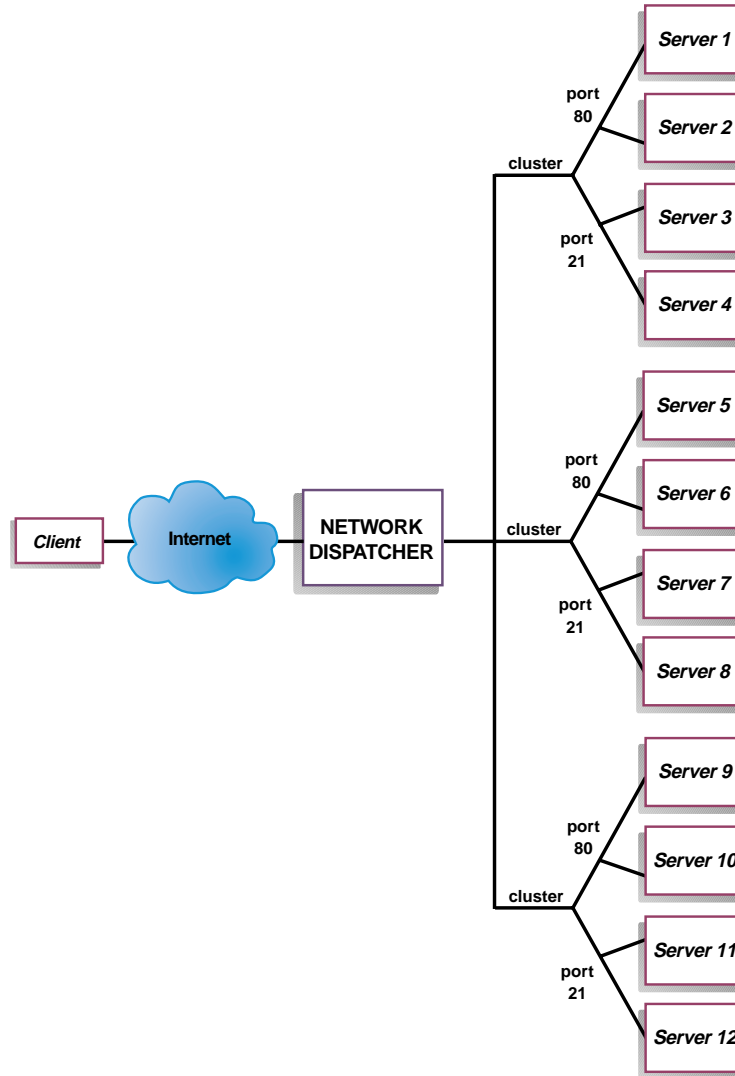 Server 1
port
80
Server 2
cluster
Server 3
port
21
Server 4
Server 5
port
80
Server 6
Client
Internet
NETWORK
DISPATCHER
cluster
Server 7
port
21
Server 8
Server 9
port
80
Server 10
cluster
Server 11
port
21
Server 12